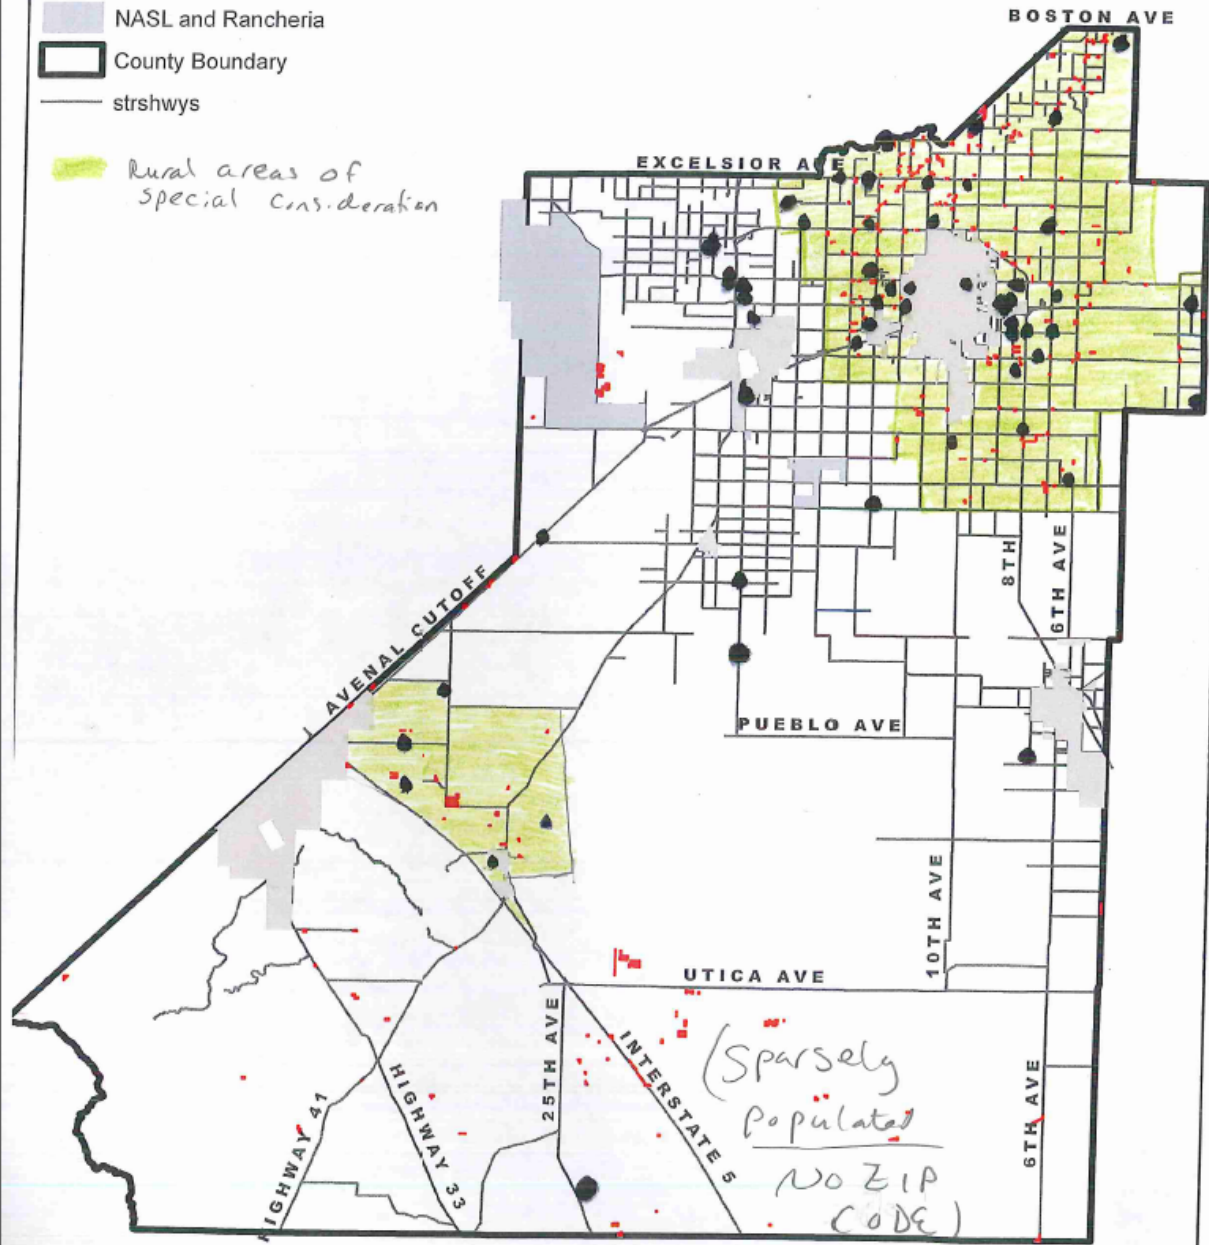 NASL and Rancheria
County Boundary
strshwys
Rural areas of
special consideration
BOSTON AVE
EXCELSIOR AVE
AVENAL CUTOFF
8TH
6TH AVE
PUEBLO AVE
10TH AVE
UTICA AVE
25TH AVE
INTERSTATE 5
HIGHWAY 41
HIGHWAY 33
6TH AVE
(Sparsely
populated
NO ZIP
CODE)